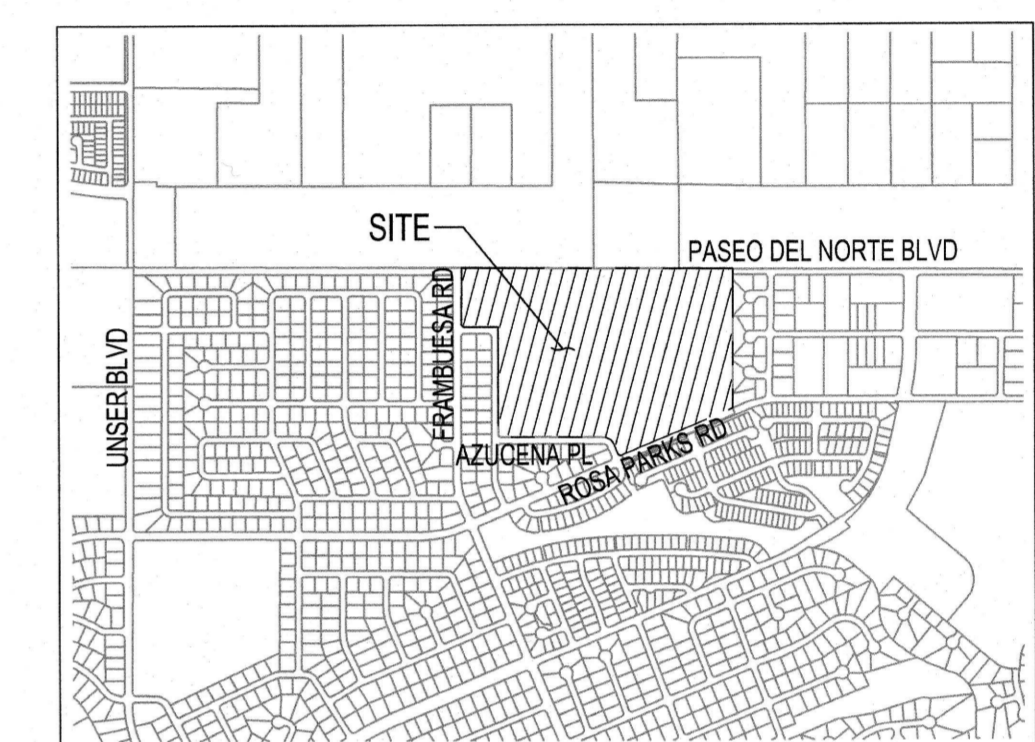 SITE
PASEO DEL NORTE BLVD
UNSER BLVD
FRAMBUESA RD
AZUCENA PL
ROSA PARKS RD